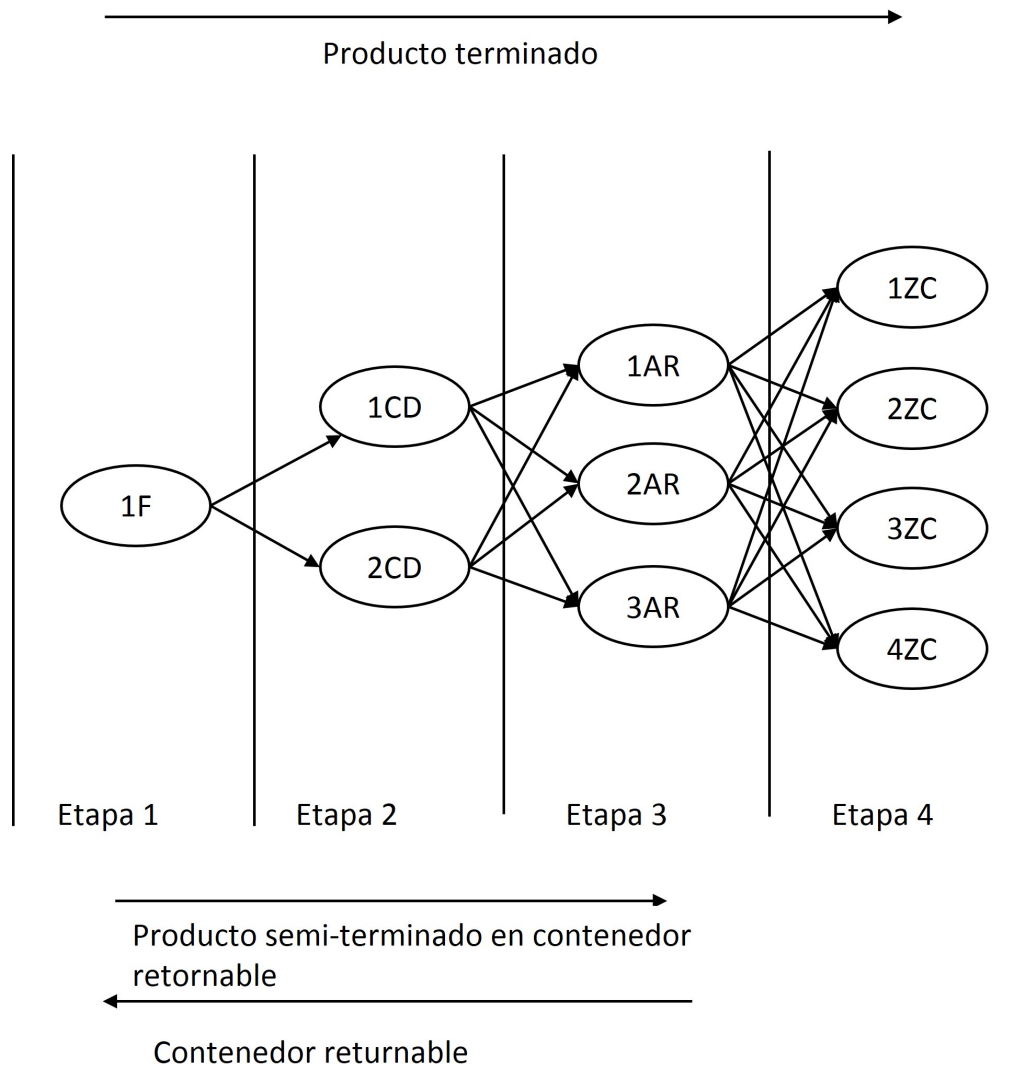 Producto terminado
1ZC
1AR
1CD
2ZC
2AR
1F
3ZC
2CD
3AR
4ZC
Etapa 1
Etapa 2
Etapa 3
Etapa 4
Producto semi-terminado en contenedor
retornable
Contenedor returnable